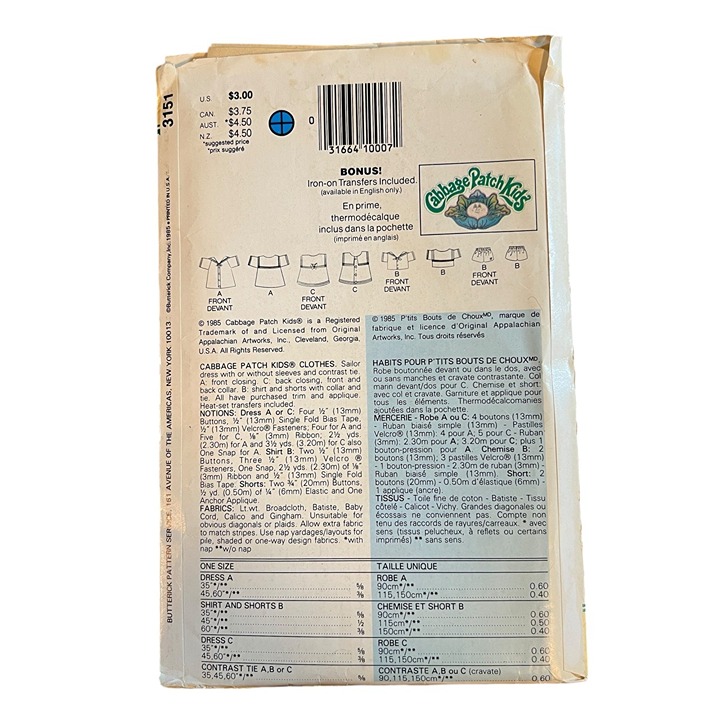 3151
©Butterick Company, Inc. 1985 • PRINTED IN U.S.A.
BUTTERICK PATTERN SERVICE, 161 AVENUE OF THE AMERICAS, NEW YORK 10013
U.S. $3.00
CAN. $3.75
AUST. *$4.50
N.Z. $4.50
*suggested price
*prix suggéré
0
31664 10007
BONUS!
Iron-on Transfers Included.
(available in English only.)
En prime,
thermodécalque
inclus dans la pochette
(imprimé en anglais)
Cabbage Patch Kids
A
FRONT
DEVANT
A
C
FRONT
DEVANT
C
B
FRONT
DEVANT
B
B
FRONT
DEVANT
B
© 1985 Cabbage Patch Kids® is a Registered
Trademark of and Licensed from Original
Appalachian Artworks, Inc., Cleveland, Georgia,
U.S.A. All Rights Reserved.
CABBAGE PATCH KIDS® CLOTHES. Sailor
dress with or without sleeves and contrast tie.
A: front closing. C: back closing, front and
back collar. B: shirt and shorts with collar and
tie. All have purchased trim and applique.
Heat-set transfers included.
NOTIONS: Dress A or C: Four ½" (13mm)
Buttons, ½" (13mm) Single Fold Bias Tape,
½" (13mm) Velcro® Fasteners; Four for A and
Five for C, ⅛" (3mm) Ribbon; 2½ yds.
(2.30m) for A and 3½ yds. (3.20m) for C also
One Snap for A. Shirt B: Two ½" (13mm)
Buttons, Three ½" (13mm) Velcro ®
Fasteners, One Snap, 2½ yds. (2.30m) of ⅛"
(3mm) Ribbon and ½" (13mm) Single Fold
Bias Tape. Shorts: Two ¾" (20mm) Buttons,
½ yd. (0.50m) of ¼" (6mm) Elastic and One
Anchor Applique.
FABRICS: Lt.wt. Broadcloth, Batiste, Baby
Cord, Calico and Gingham. Unsuitable for
obvious diagonals or plaids. Allow extra fabric
to match stripes. Use nap yardages/layouts for
pile, shaded or one-way design fabrics. *with
nap **w/o nap
© 1985 P'tits Bouts de Choux MD, marque de
fabrique et licence d'Original Appalachian
Artworks, Inc. Tous droits réservés
HABITS POUR P'TITS BOUTS DE CHOUX MD.
Robe boutonnée devant ou dans le dos, avec
ou sans manches et cravate contrastante. Col
marin devant/dos pour C. Chemise et short
avec col et cravate. Garniture et applique pour
tous les éléments. Thermodécalcomanies
ajoutées dans la pochette.
MERCERIE - Robe A ou C: 4 boutons (13mm)
- Ruban biaisé simple (13mm) - Pastilles
Velcro® (13mm); 4 pour A; 5 pour C - Ruban
(3mm); 2.30m pour A; 3.20m pour C; plus 1
bouton-pression pour A. Chemise B: 2
boutons (13mm); 3 pastilles Velcro® (13mm)
- 1 bouton-pression - 2.30m de ruban (3mm) -
Ruban biaisé simple (13mm). Short: 2
boutons (20mm) - 0.50m d'élastique (6mm) -
1 applique (ancre).
TISSUS - Toile fine de coton - Batiste - Tissu
côtelé - Calicot - Vichy. Grandes diagonales ou
écossais ne conviennent pas. Compte non
tenu des raccords de rayures/carreaux. * avec
sens (tissus pelucheux, à reflets ou certains
imprimés) ** sans sens.
ONE SIZE
DRESS A
35"*/** ⅝
45,60"*/** ⅜
SHIRT AND SHORTS B
35"*/** ⅝
45"*/** ½
60"*/** ⅜
DRESS C
35"*/** ⅝
45,60"*/** ⅜
CONTRAST TIE A,B or C
35,45,60"*/** ⅝
TAILLE UNIQUE
ROBE A
90cm*/** 0.60
115,150cm*/** 0.40
CHEMISE ET SHORT B
90cm*/** 0.60
115cm*/** 0.50
150cm*/** 0.40
ROBE C
90cm*/** 0.60
115,150cm*/** 0.40
CONTRASTE A,B ou C (cravate)
90,115,150cm*/** 0.60